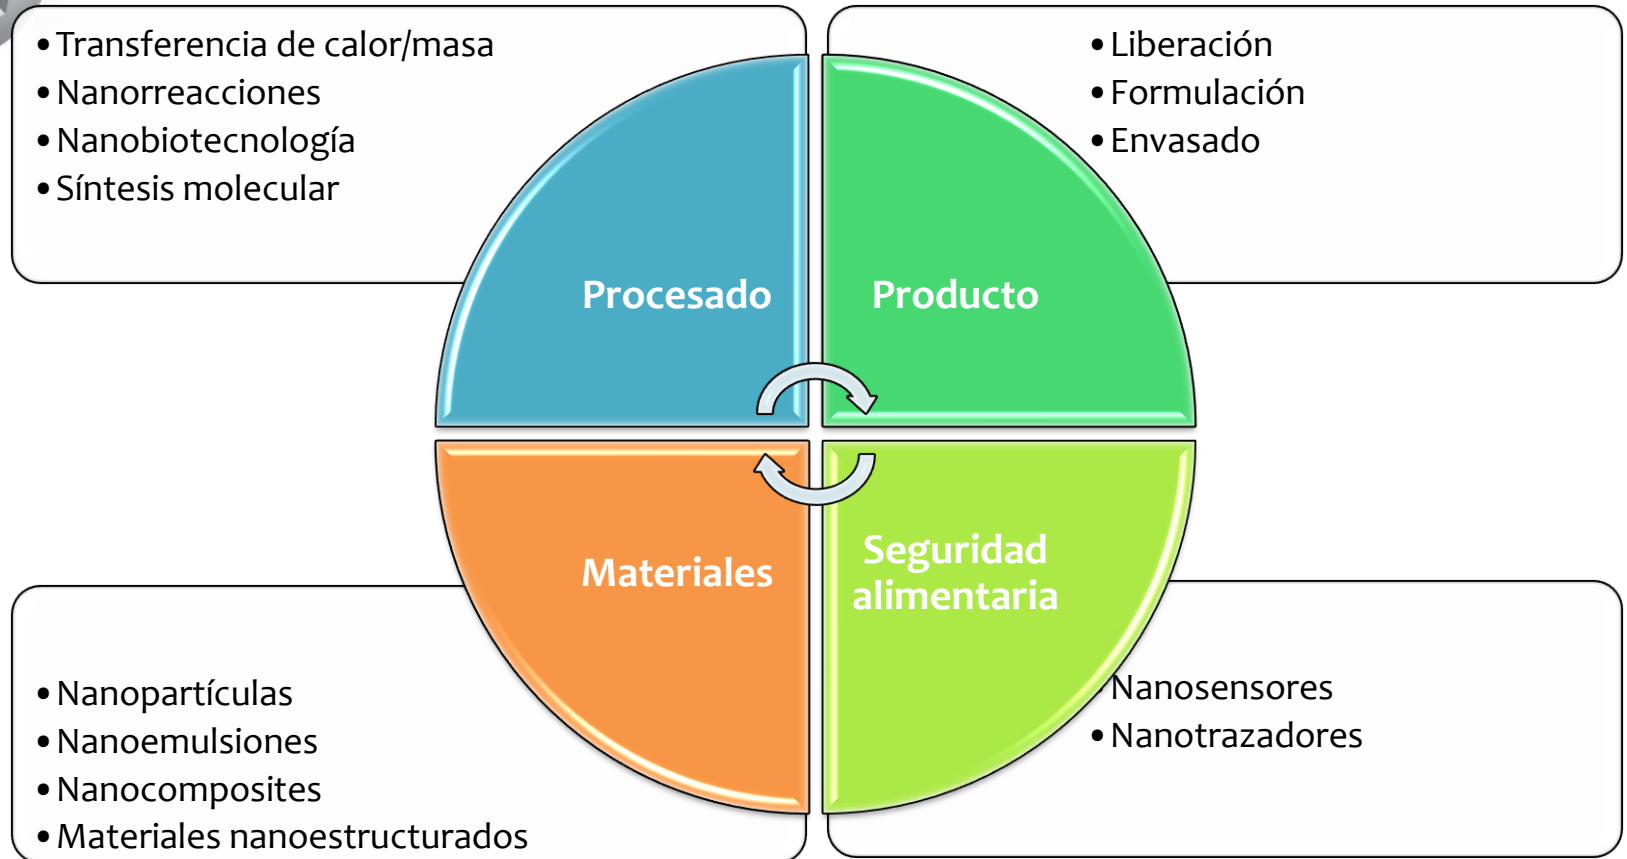 •Transferencia de calor/masa
•Nanorreacciones
•Nanobiotecnología
•Síntesis molecular
•Liberación
•Formulación
•Envasado
Procesado
Producto
Materiales
Seguridad
alimentaria
•Nanopartículas
•Nanoemulsiones
•Nanocomposites
•Materiales nanoestructurados
•Nanosensores
•Nanotrazadores